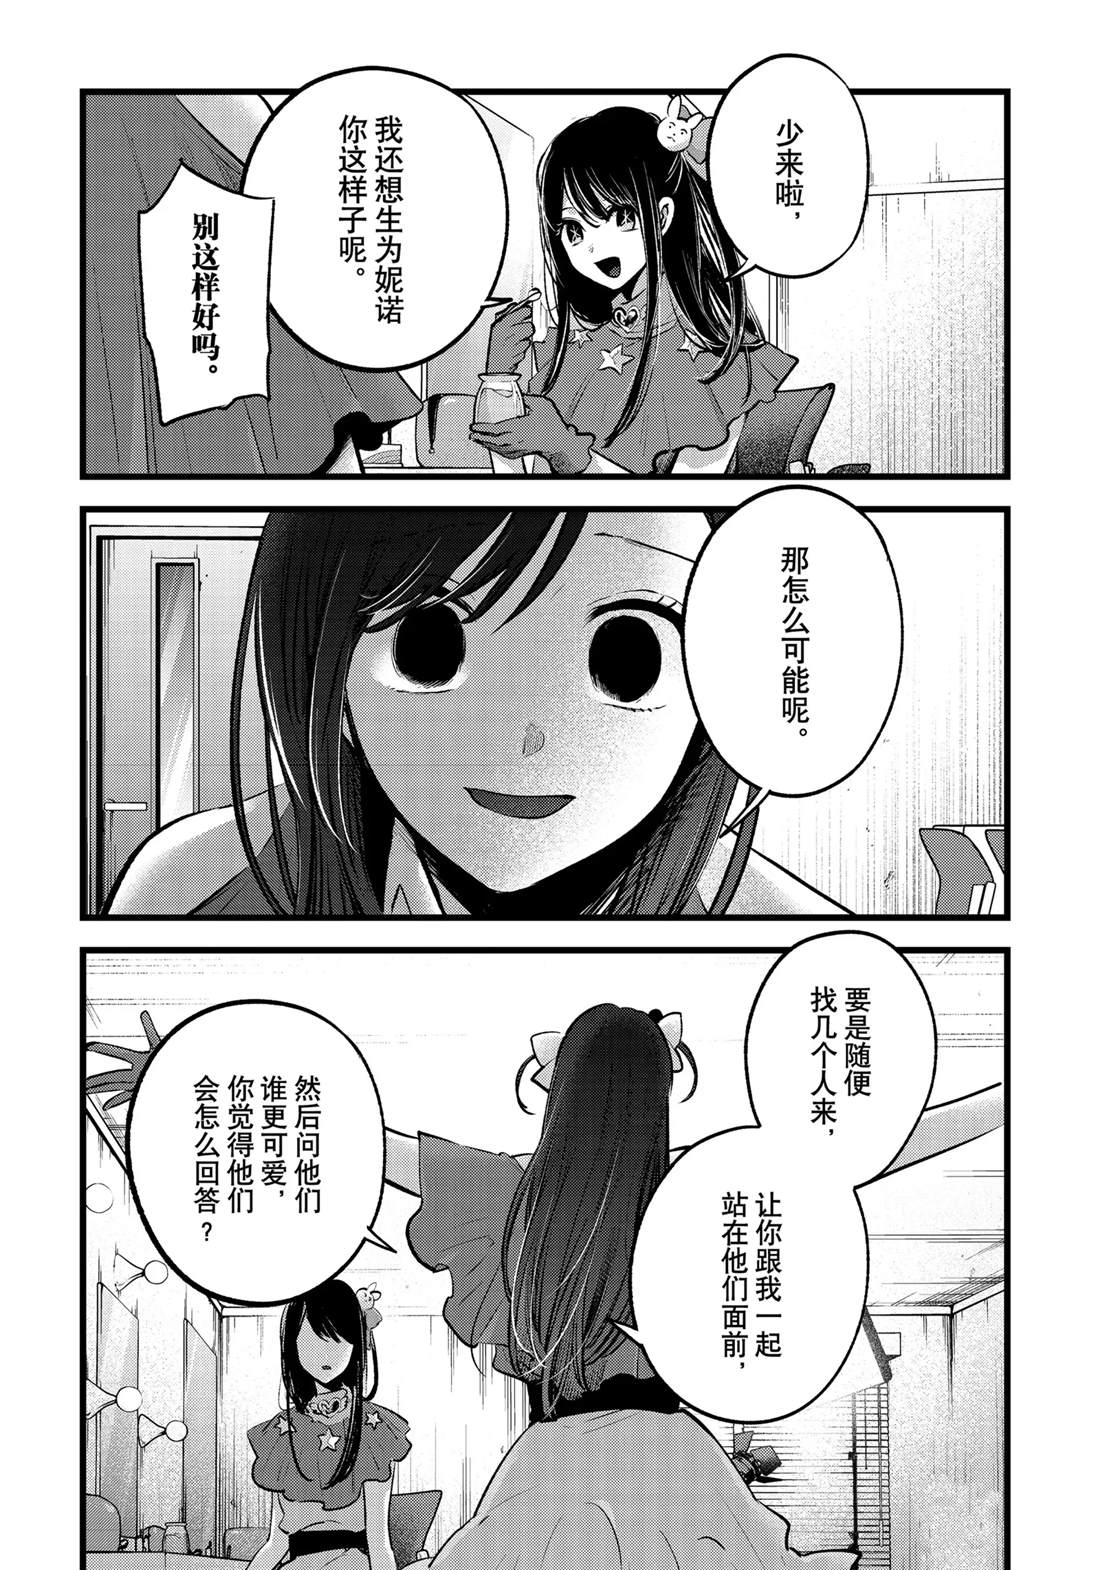 少来啦，
我还想生为妮诺
你这样子呢。
别这样好吗。
那怎么可能呢。
要是随便
找几个人来，
让你跟我一起
站在他们面前，
然后问他们
谁更可爱，
你觉得他们
会怎么回答？